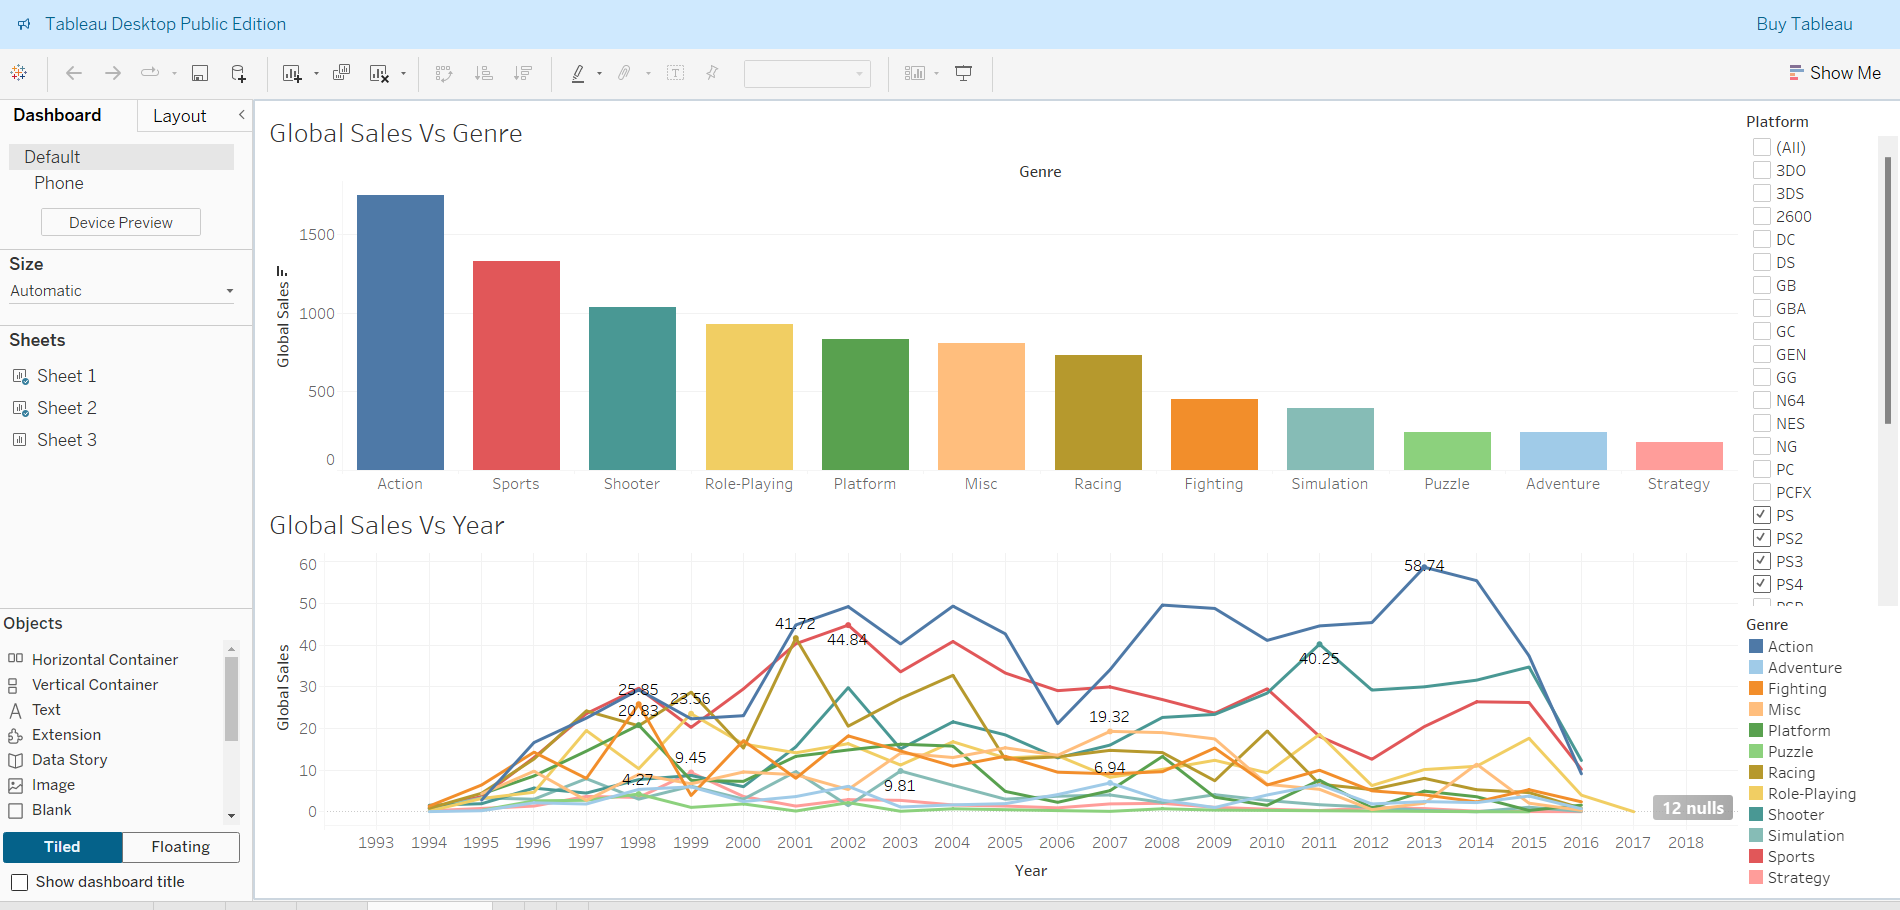 Tableau Desktop Public Edition
Buy Tableau
Show Me
Dashboard
Layout
Default
Phone
Device Preview
Size
Automatic
Sheets
Sheet 1
Sheet 2
Sheet 3
Objects
Horizontal Container
Vertical Container
Text
Extension
Data Story
Image
Blank
Tiled
Floating
Show dashboard title
Global Sales Vs Genre
Genre
Global Sales
1500
1000
500
0
Action
Sports
Shooter
Role-Playing
Platform
Misc
Racing
Fighting
Simulation
Puzzle
Adventure
Strategy
Global Sales Vs Year
Global Sales
60
50
40
30
20
10
0
25.85
20.83
4.27
23.56
9.45
41.72
44.84
9.81
19.32
6.94
40.25
58.74
12 nulls
1993 1994 1995 1996 1997 1998 1999 2000 2001 2002 2003 2004 2005 2006 2007 2008 2009 2010 2011 2012 2013 2014 2015 2016 2017 2018
Year
Platform
(All)
3DO
3DS
2600
DC
DS
GB
GBA
GC
GEN
GG
N64
NES
NG
PC
PCFX
PS
PS2
PS3
PS4
Genre
Action
Adventure
Fighting
Misc
Platform
Puzzle
Racing
Role-Playing
Shooter
Simulation
Sports
Strategy